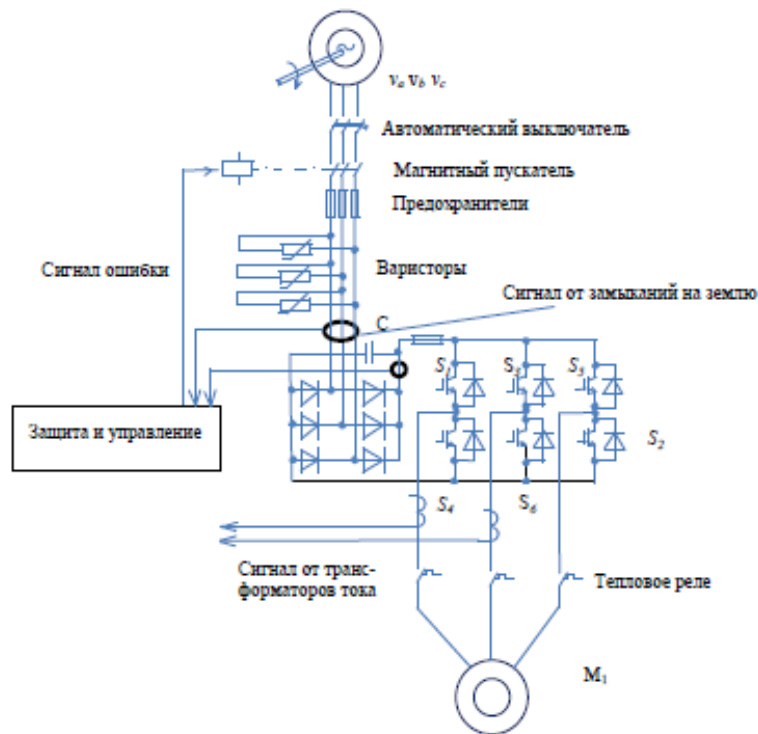 va vb vc
Автоматический выключатель
Магнитный пускатель
Предохранители
Варисторы
Сигнал ошибки
Сигнал от замыканий на землю
C
S1 S3 S5
Защита и управление
S2
S4 S6
Сигнал от транс-
форматоров тока
Тепловое реле
M1